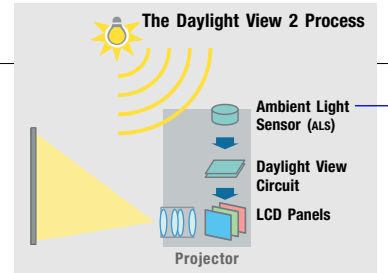 The Daylight View 2 Process
Ambient Light
Sensor (ALS)
Daylight View
Circuit
LCD Panels
Projector